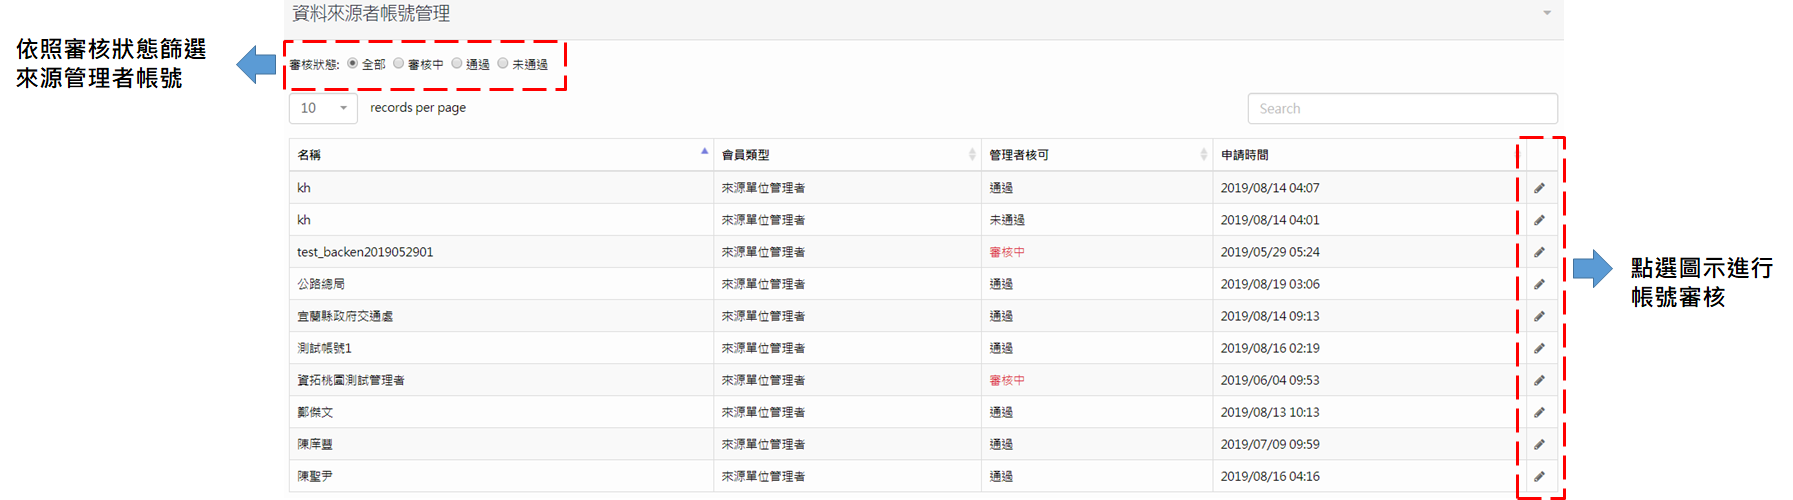 資料來源者帳號管理
依照審核狀態篩選
來源管理者帳號
審核狀態: 全部 審核中 通過 未通過
10 records per page Search
名稱 會員類型 管理者核可 申請時間
kh 來源單位管理者 通過 2019/08/14 04:07
kh 來源單位管理者 未通過 2019/08/14 04:01
test_backen2019052901 來源單位管理者 審核中 2019/05/29 05:24
公路總局 來源單位管理者 通過 2019/08/19 03:06
宜蘭縣政府交通處 來源單位管理者 通過 2019/08/14 09:13
測試帳號1 來源單位管理者 通過 2019/08/16 02:19
資拓桃園測試管理者 來源單位管理者 審核中 2019/06/04 09:53
鄭傑文 來源單位管理者 通過 2019/08/13 10:13
陳庠豐 來源單位管理者 通過 2019/07/09 09:59
陳聖尹 來源單位管理者 通過 2019/08/16 04:16
點選圖示進行
帳號審核